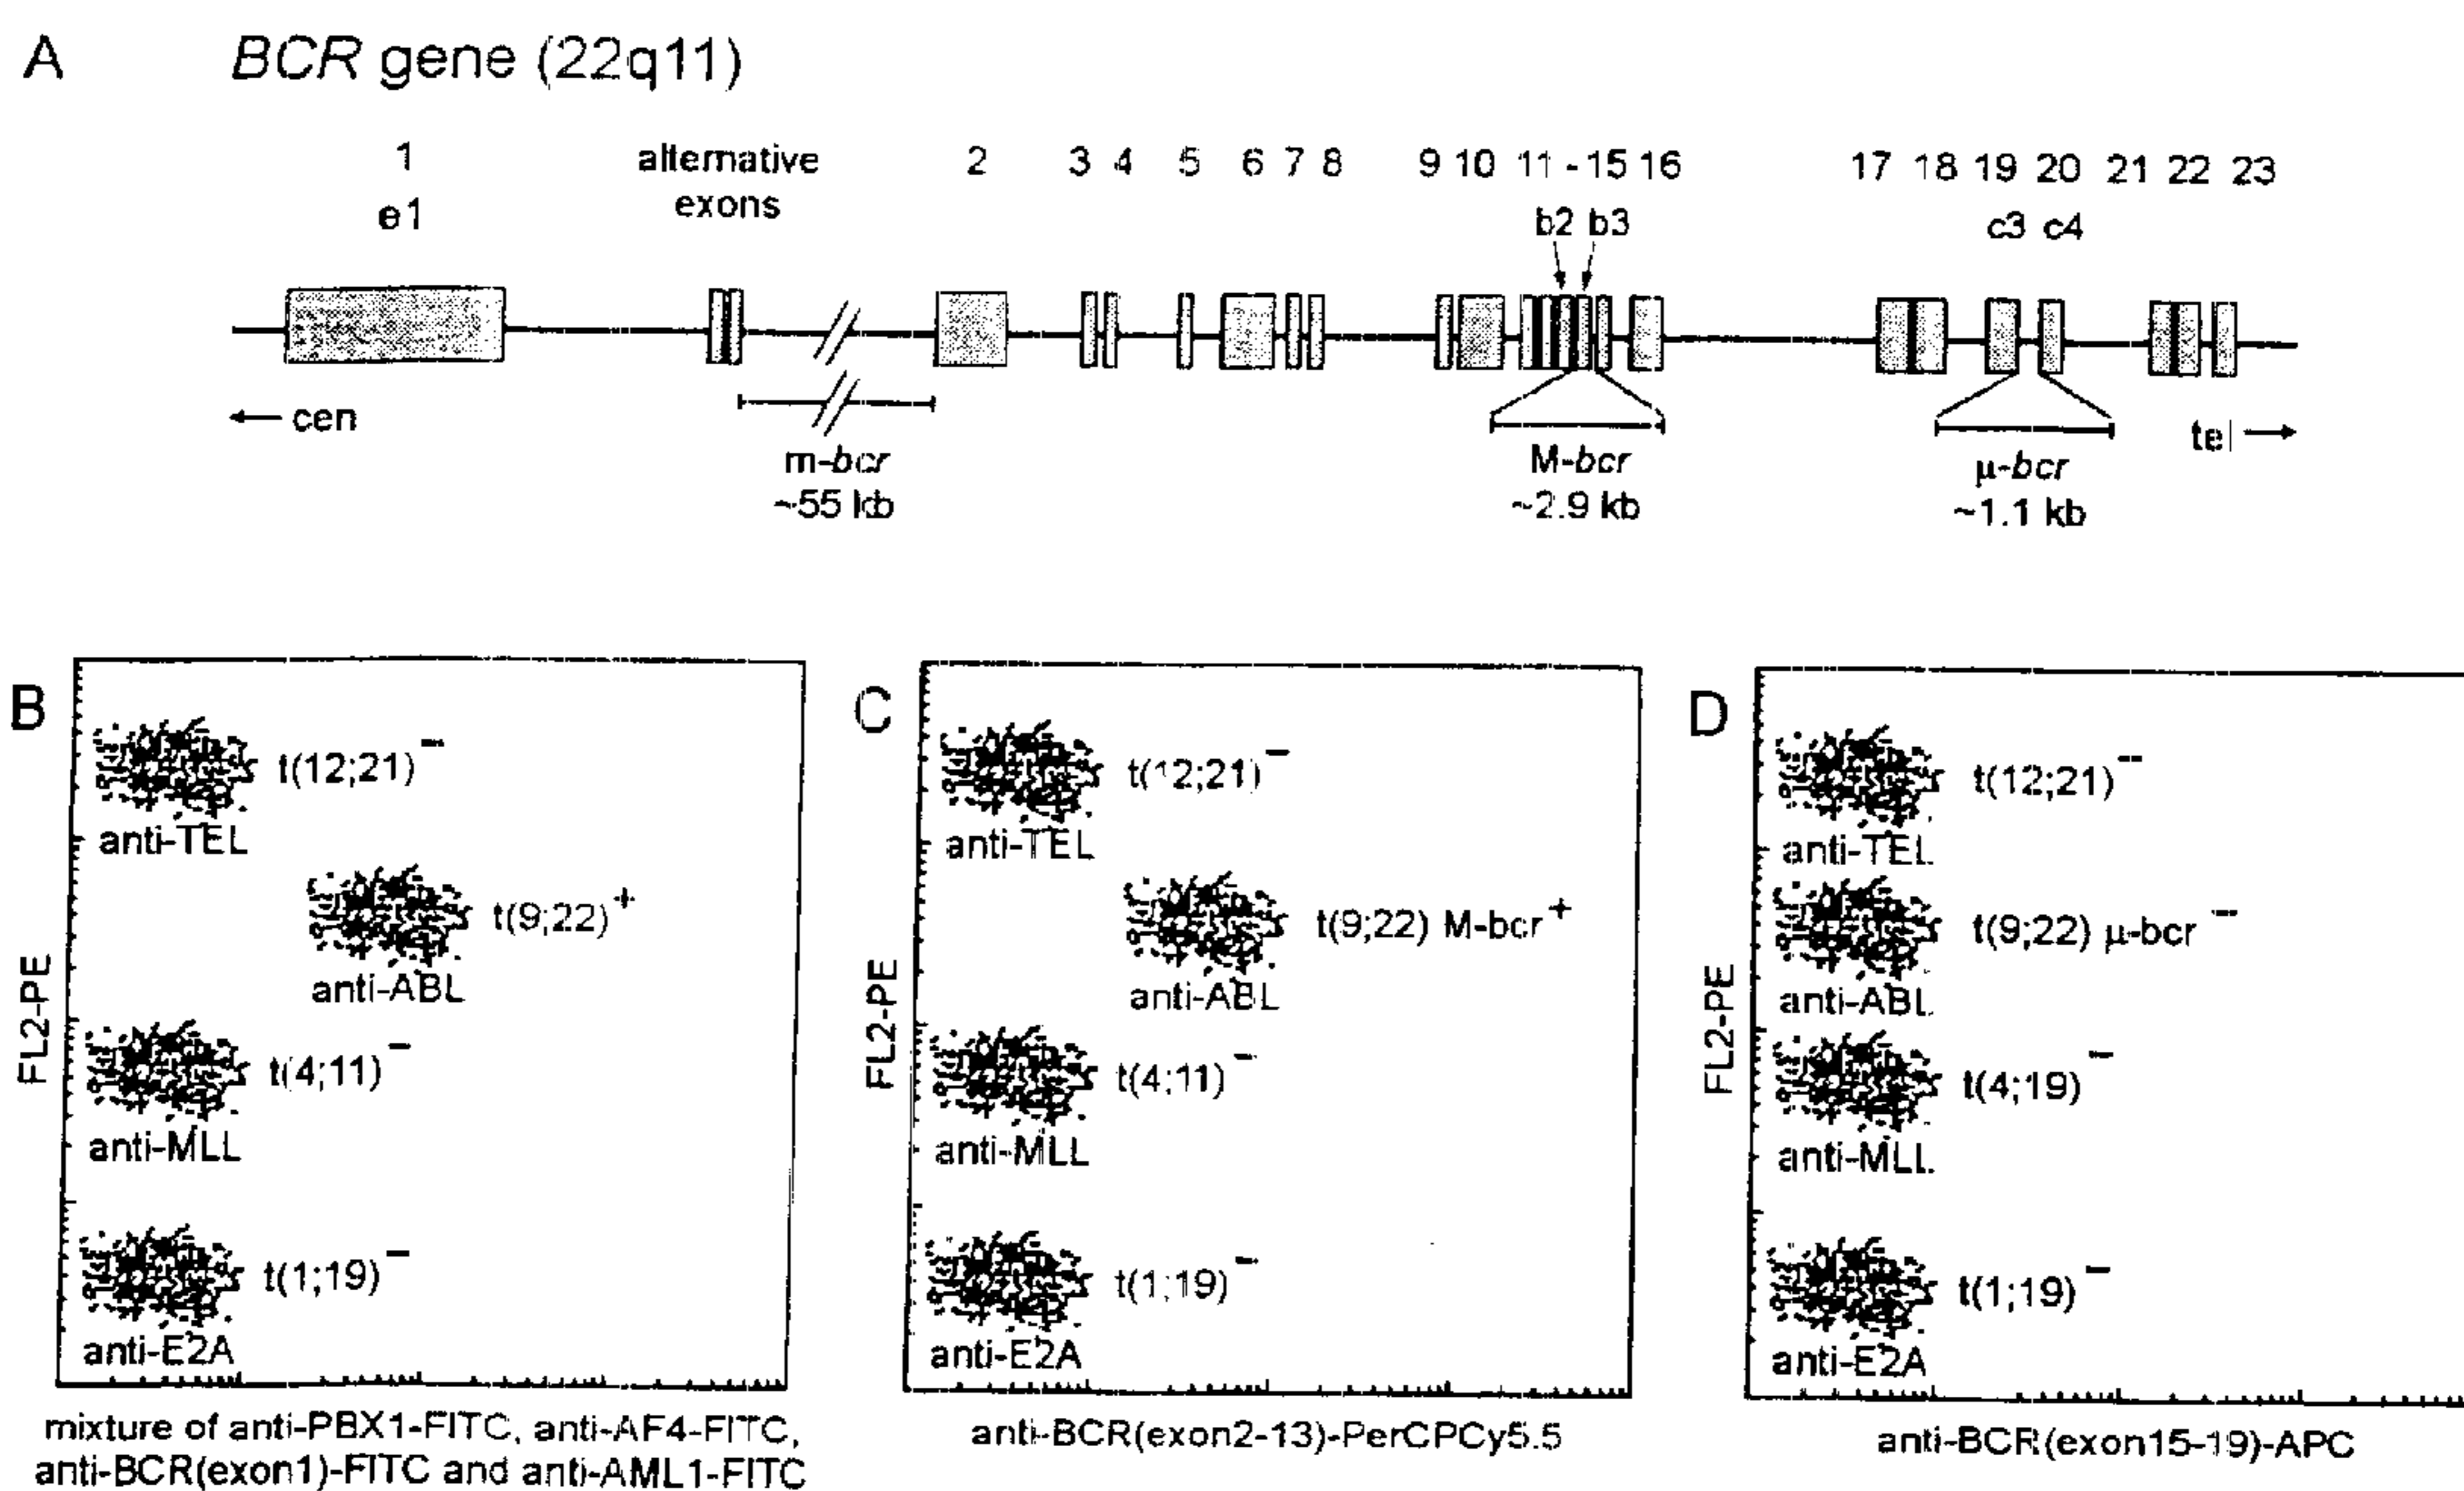 A BCR gene (22q11)
1 alternative 2 3 4 5 6 7 8 9 10 11 - 15 16 17 18 19 20 21 22 23
e1 exons b2 b3 c3 c4
← cen tel →
m-bcr M-bcr μ-bcr
~55 kb ~2.9 kb ~1.1 kb
B
t(12;21)−
anti-TEL
t(9;22)+
anti-ABL
t(4;11)−
anti-MLL
t(1;19)−
anti-E2A
FL2-PE
mixture of anti-PBX1-FITC, anti-AF4-FITC,
anti-BCR(exon1)-FITC and anti-AML1-FITC
C
t(12;21)−
anti-TEL
t(9;22) M-bcr+
anti-ABL
t(4;11)−
anti-MLL
t(1;19)−
anti-E2A
FL2-PE
anti-BCR(exon2-13)-PerCPCy5.5
D
t(12;21)−
anti-TEL
t(9;22) μ-bcr−
anti-ABL
t(4;19)−
anti-MLL
t(1;19)−
anti-E2A
FL2-PE
anti-BCR(exon15-19)-APC